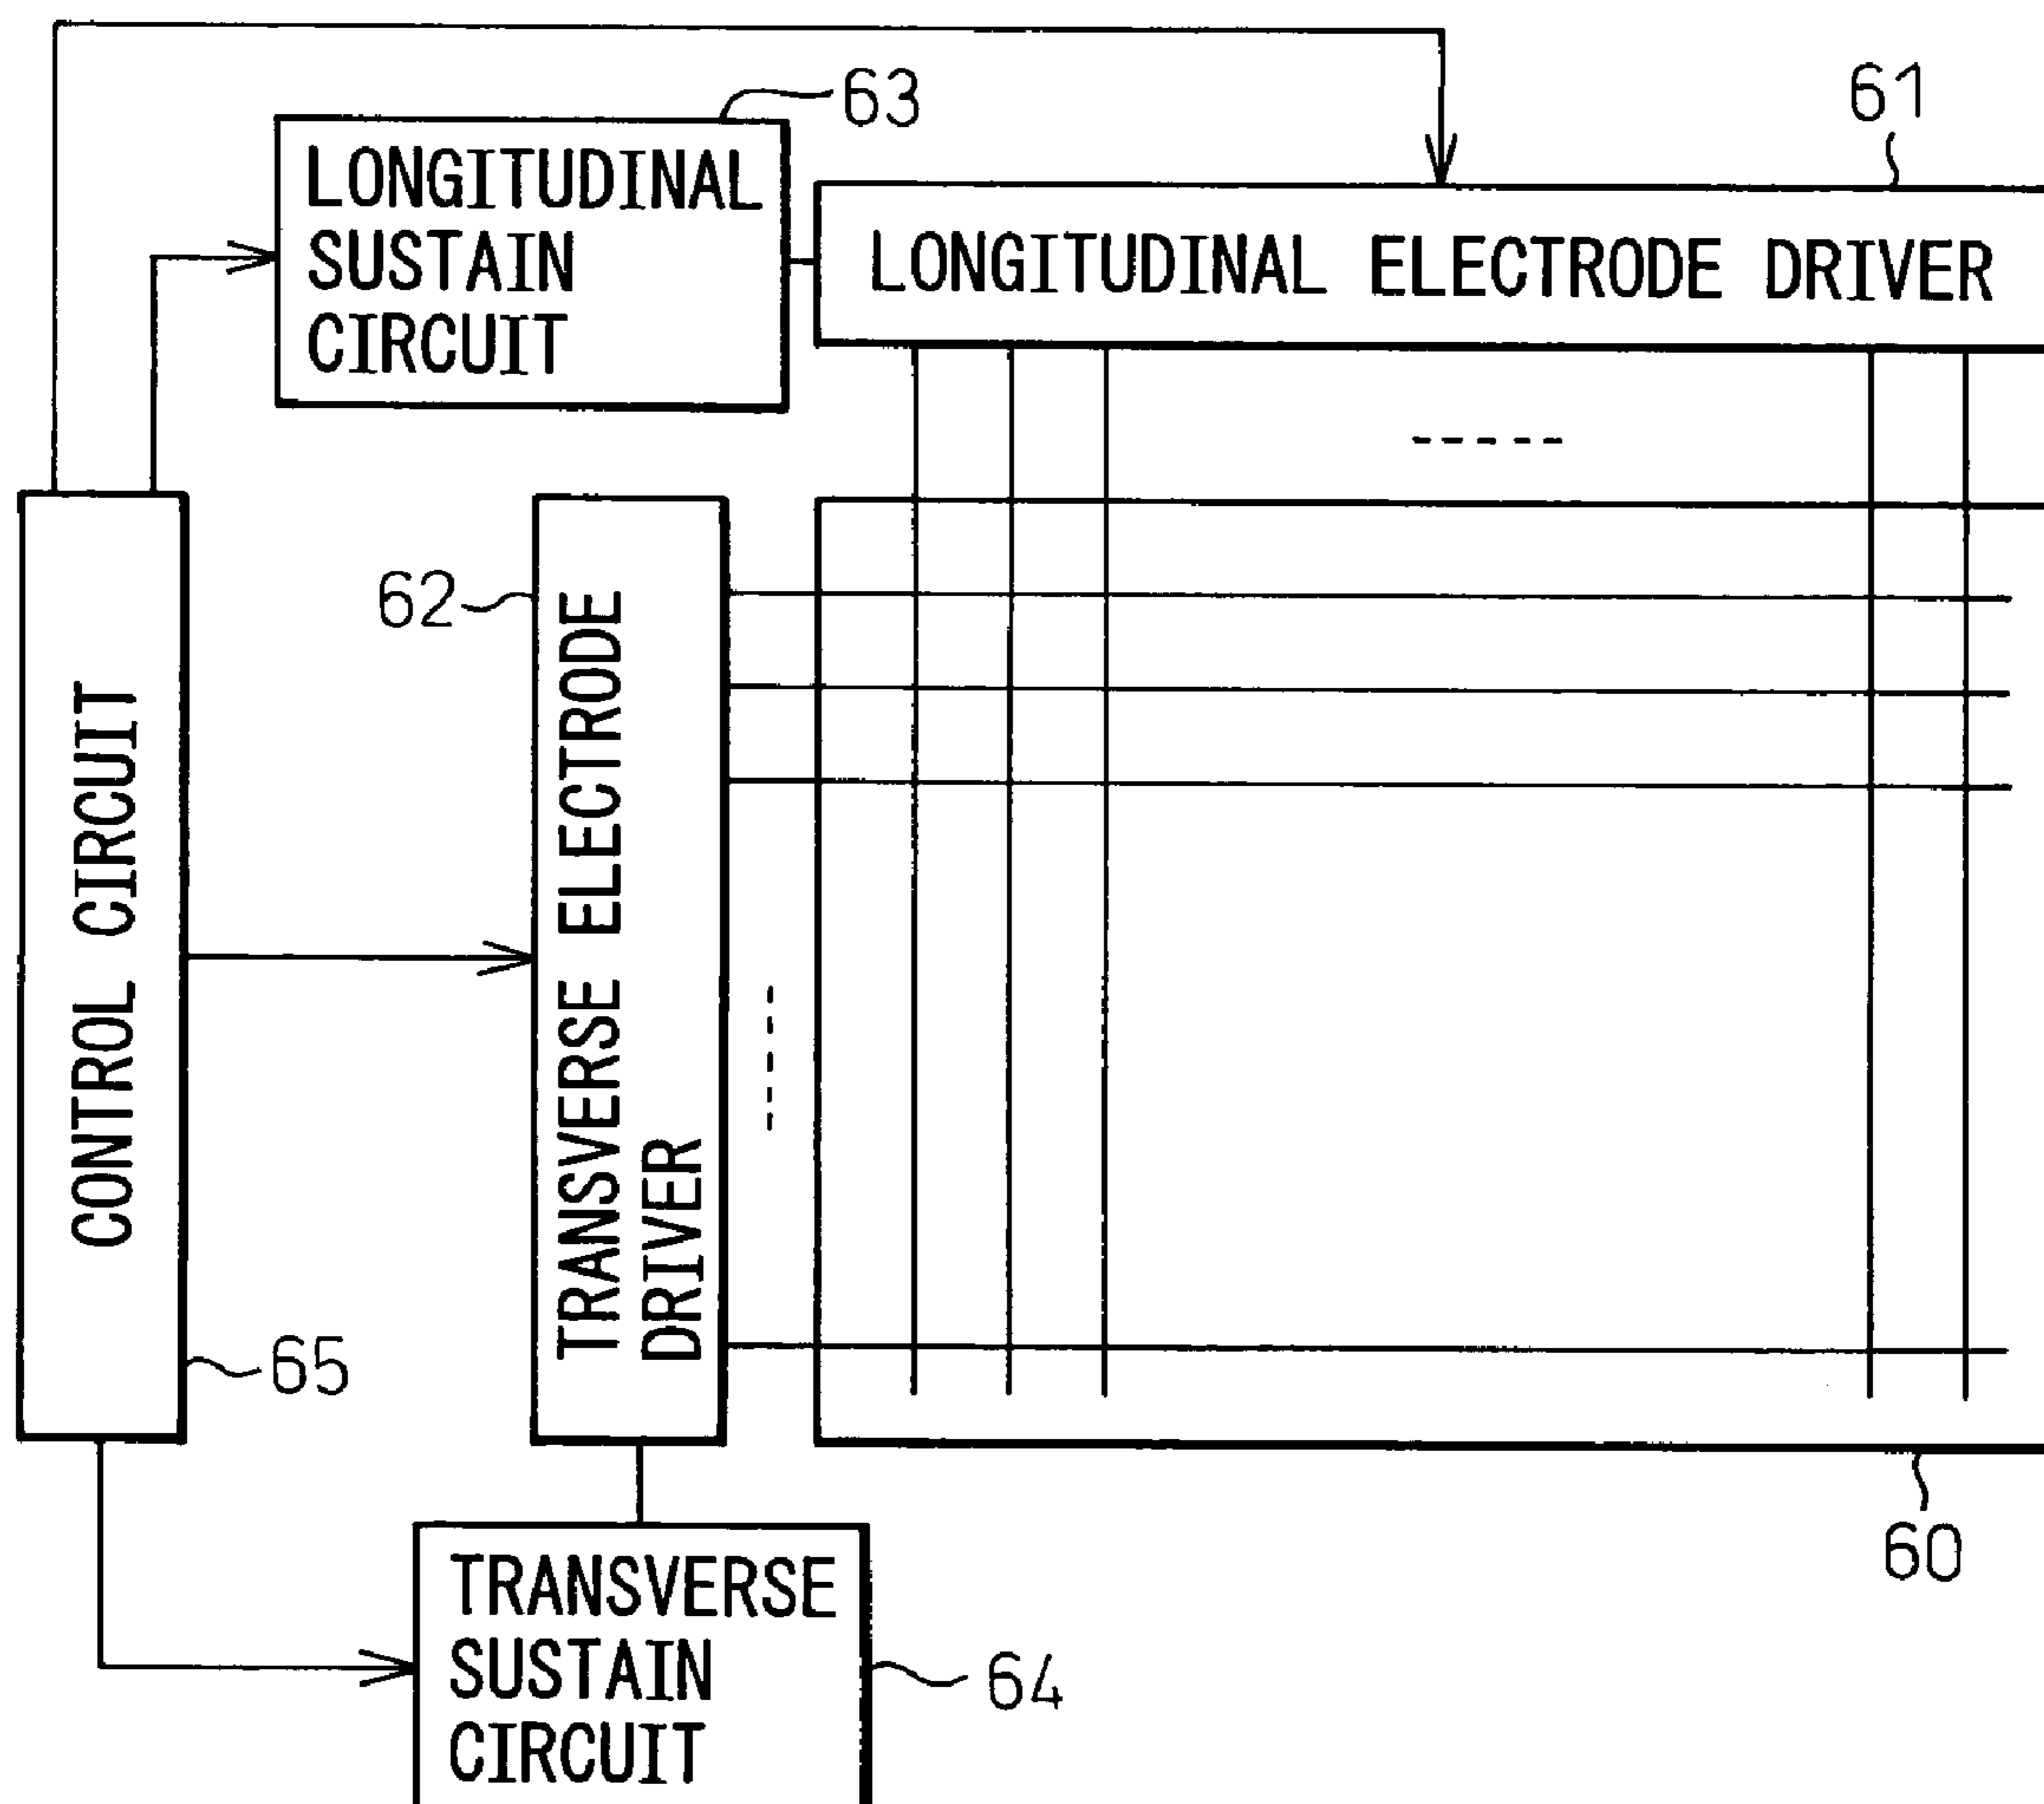 63
61
LONGITUDINAL
SUSTAIN
CIRCUIT
LONGITUDINAL ELECTRODE DRIVER
62
CONTROL CIRCUIT
TRANSVERSE ELECTRODE
DRIVER
65
60
TRANSVERSE
SUSTAIN
CIRCUIT
64